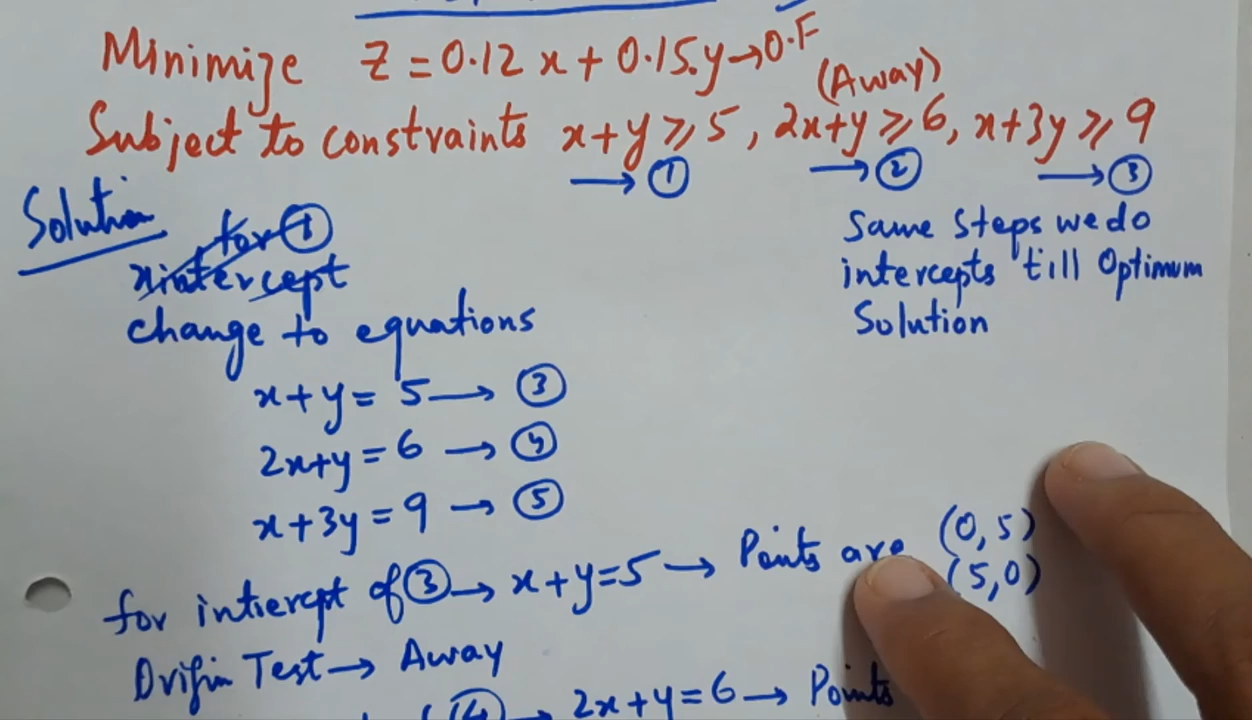 Minimize Z = 0.12 x + 0.15.y → O.F
(Away)
Subject to constraints x + y ≥ 5 , 2x+y ≥ 6, x+3y ≥ 9
→ ① → ② → ③
Solution
for ①
x intercept
Same Steps we do
intercepts till Optimum
Solution
change to equations
x + y = 5 → ③
2x+y = 6 → ④
x + 3y = 9 → ⑤
for intercept of ③ → x + y = 5 → Points are (0, 5)
(5, 0)
Origin Test → Away
2x + y = 6 → Points